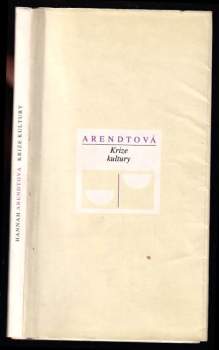 HANNAH ARENDTOVÁ KRIZE KULTURY
ARENDTOVÁ
Krize
kultury